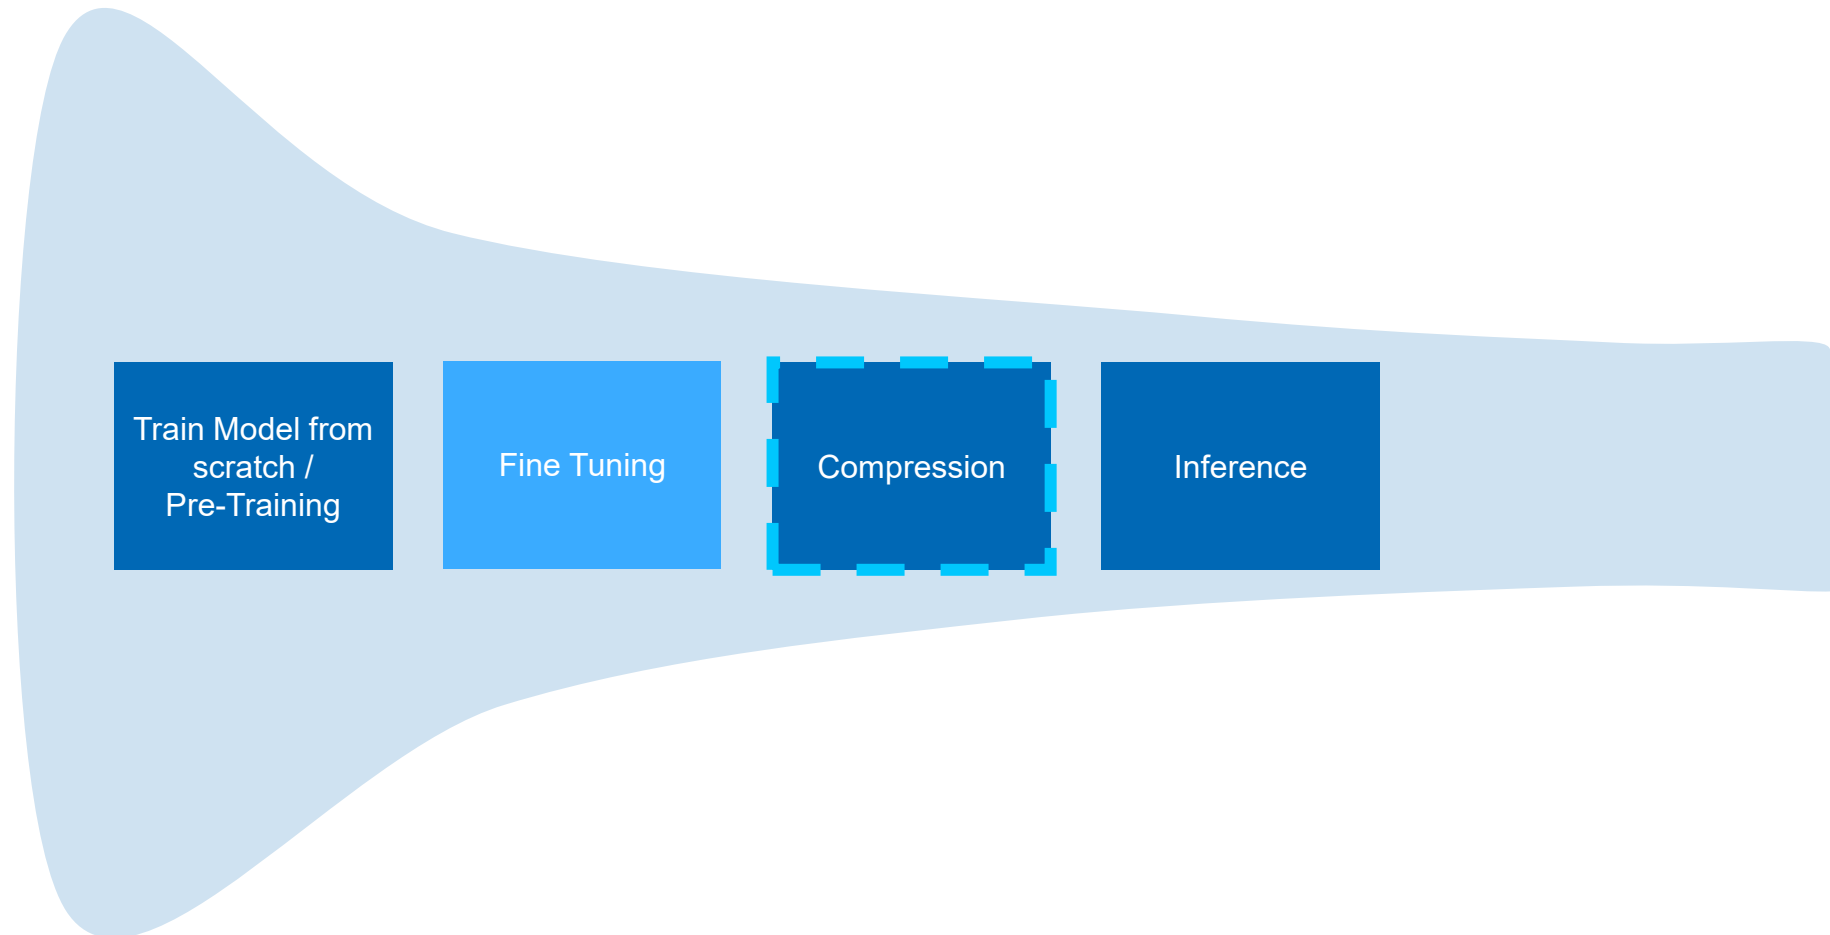 Train Model from
scratch /
Pre-Training
Fine Tuning
Compression
Inference